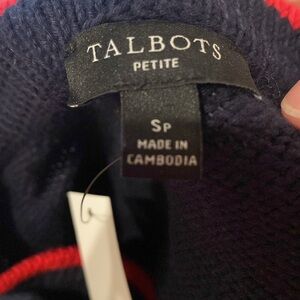 TALBOTS
PETITE
SP
MADE IN
CAMBODIA